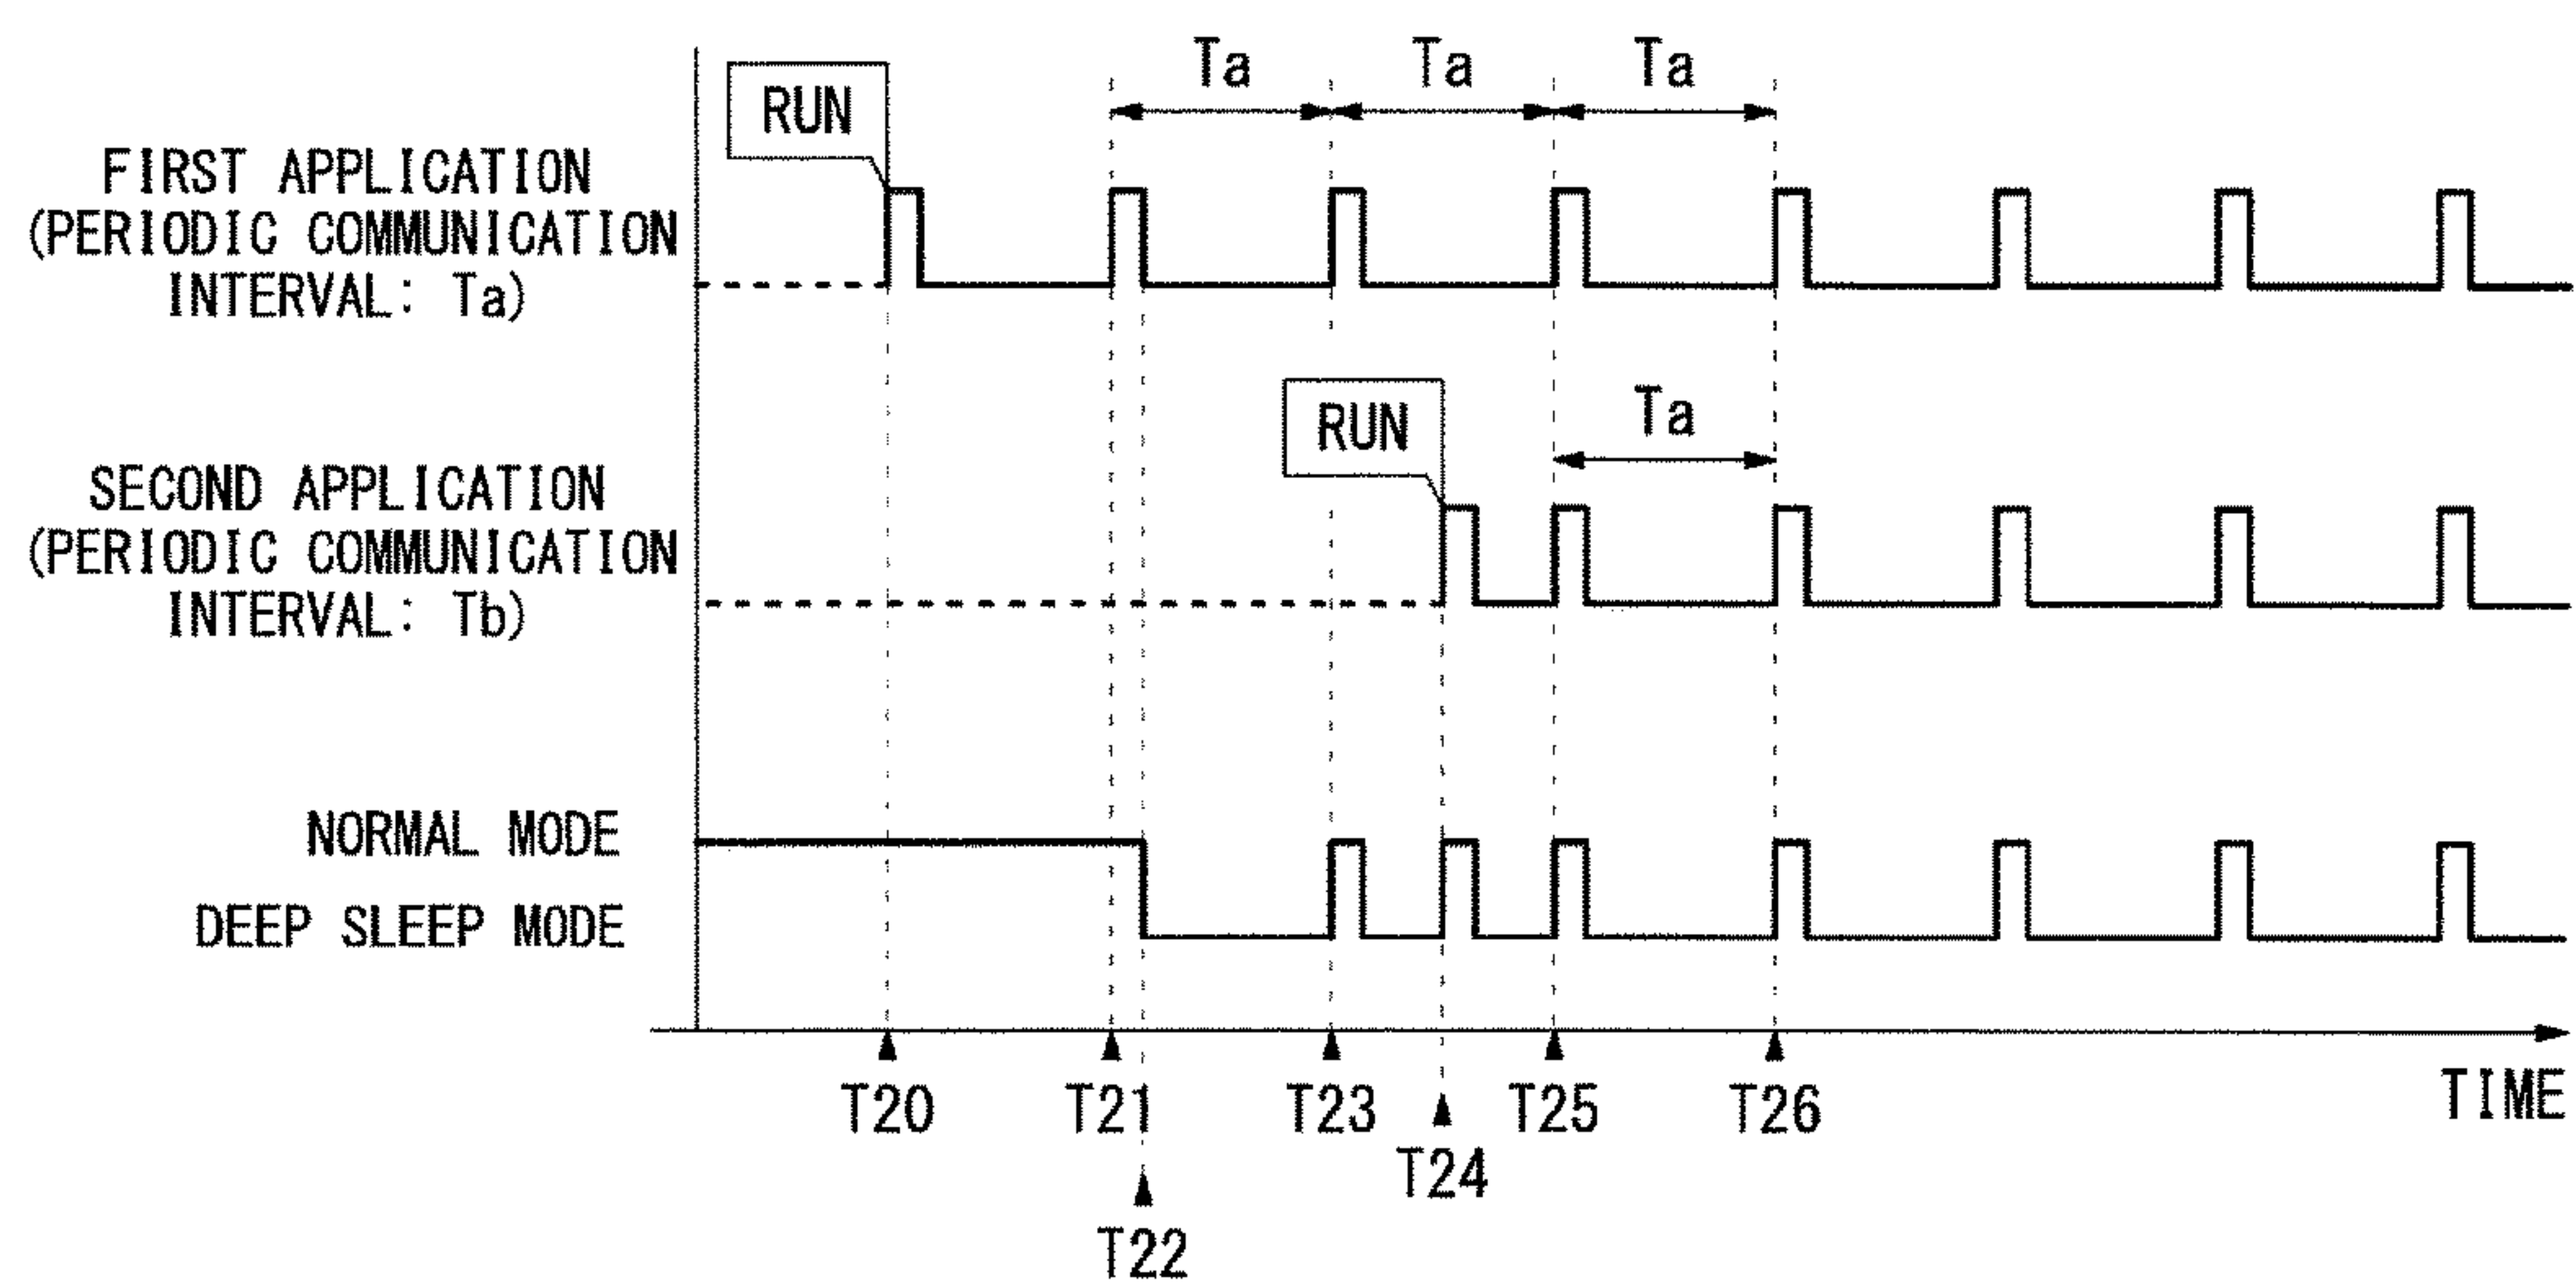 Ta Ta Ta
RUN
FIRST APPLICATION
(PERIODIC COMMUNICATION
INTERVAL: Ta)
RUN
Ta
SECOND APPLICATION
(PERIODIC COMMUNICATION
INTERVAL: Tb)
NORMAL MODE
DEEP SLEEP MODE
T20 T21 T23 T25 T26 TIME
T24
T22